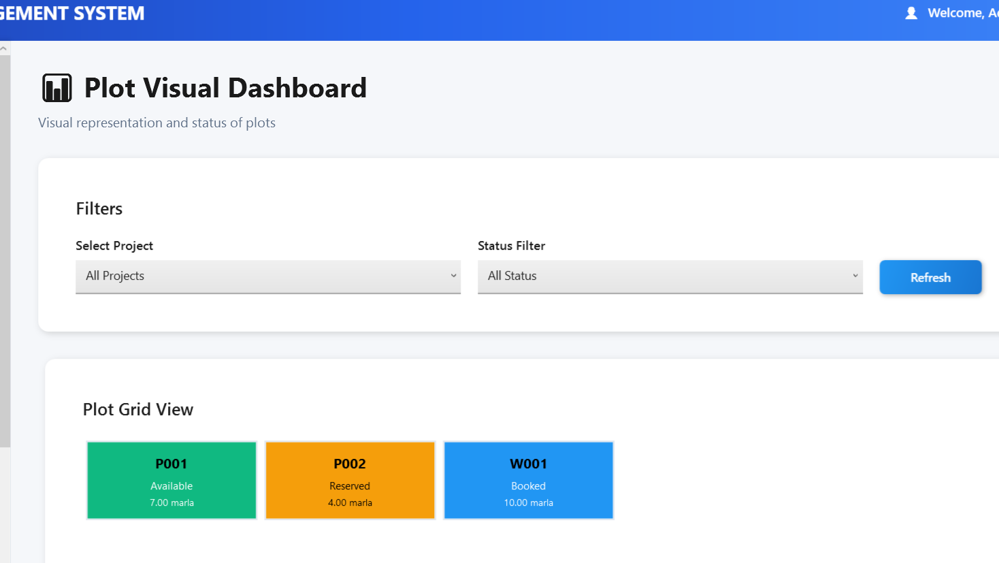 GEMENT SYSTEM
Welcome,
Plot Visual Dashboard
Visual representation and status of plots
Filters
Select Project
Status Filter
All Projects
All Status
Refresh
Plot Grid View
P001
Available
7.00 marla
P002
Reserved
4.00 marla
W001
Booked
10.00 marla